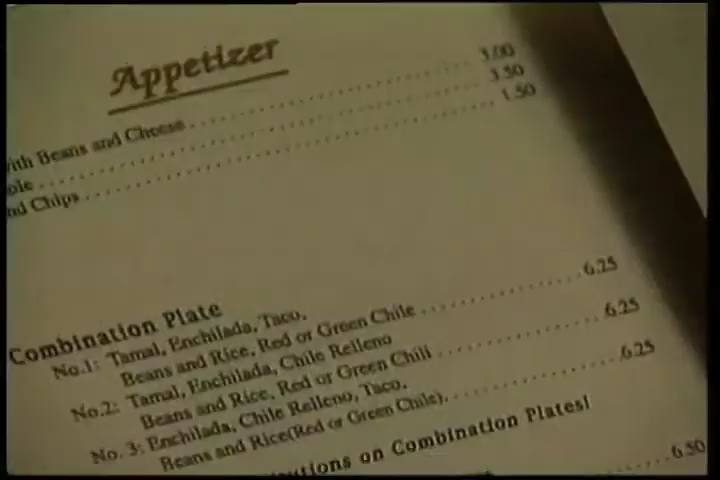 Appetizer
with Beans and Cheese 3.00
ole 3.50
nd Chips 1.50
Combination Plate
No.1: Tamal, Enchilada, Taco,
Beans and Rice, Red or Green Chile 6.25
No.2: Tamal, Enchilada, Chile Relleno
Beans and Rice, Red or Green Chili 6.25
No. 3: Enchilada, Chile Relleno, Taco,
Beans and Rice(Red or Green Chile). 6.25
utions on Combination Plates!
6.50